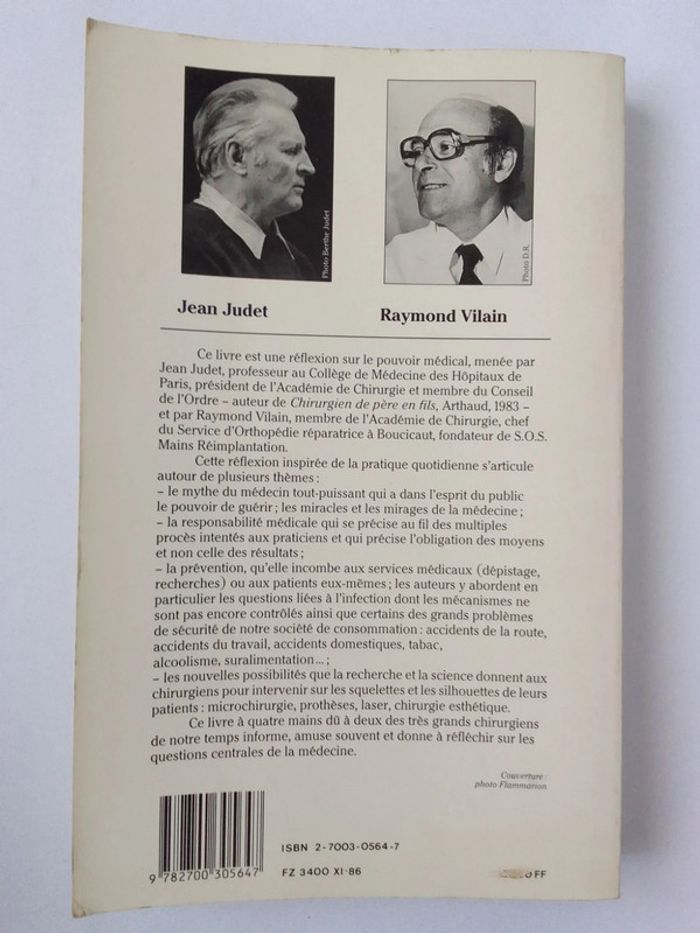 Photo Berthe Judet
Photo D.R.
Jean Judet
Raymond Vilain
Ce livre est une réflexion sur le pouvoir médical, menée par
Jean Judet, professeur au Collège de Médecine des Hôpitaux de
Paris, président de l'Académie de Chirurgie et membre du Conseil
de l'Ordre – auteur de Chirurgien de père en fils, Arthaud, 1983 –
et par Raymond Vilain, membre de l'Académie de Chirurgie, chef
du Service d'Orthopédie réparatrice à Boucicaut, fondateur de S.O.S.
Mains Réimplantation.
Cette réflexion inspirée de la pratique quotidienne s'articule
autour de plusieurs thèmes :
– le mythe du médecin tout-puissant qui a dans l'esprit du public
le pouvoir de guérir ; les miracles et les mirages de la médecine ;
– la responsabilité médicale qui se précise au fil des multiples
procès intentés aux praticiens et qui précise l'obligation des moyens
et non celle des résultats ;
– la prévention, qu'elle incombe aux services médicaux (dépistage,
recherches) ou aux patients eux-mêmes ; les auteurs y abordent en
particulier les questions liées à l'infection dont les mécanismes ne
sont pas encore contrôlés ainsi que certains des grands problèmes
de sécurité de notre société de consommation : accidents de la route,
accidents du travail, accidents domestiques, tabac,
alcoolisme, suralimentation... ;
– les nouvelles possibilités que la recherche et la science donnent aux
chirurgiens pour intervenir sur les squelettes et les silhouettes de leurs
patients : microchirurgie, prothèses, laser, chirurgie esthétique.
Ce livre à quatre mains dû à deux des très grands chirurgiens
de notre temps informe, amuse souvent et donne à réfléchir sur les
questions centrales de la médecine.
Couverture :
photo Flammarion
ISBN 2-7003-0564-7
9 782700 305647
FZ 3400 XI-86
FF